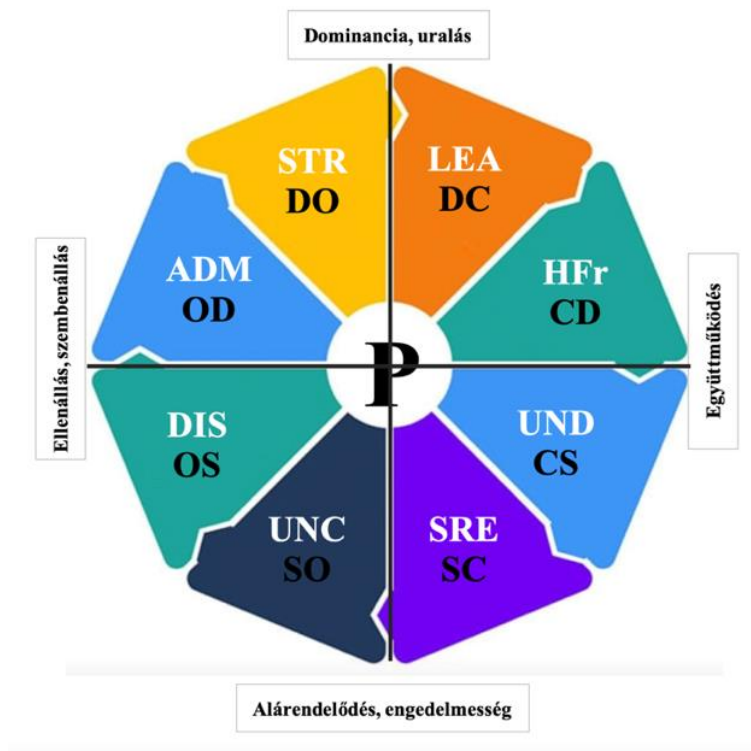 Dominancia, uralás
STR
DO
LEA
DC
ADM
OD
HFr
CD
Ellenállás, szembenállás
P
Együttműködés
DIS
OS
UND
CS
UNC
SO
SRE
SC
Alárendelődés, engedelmesség